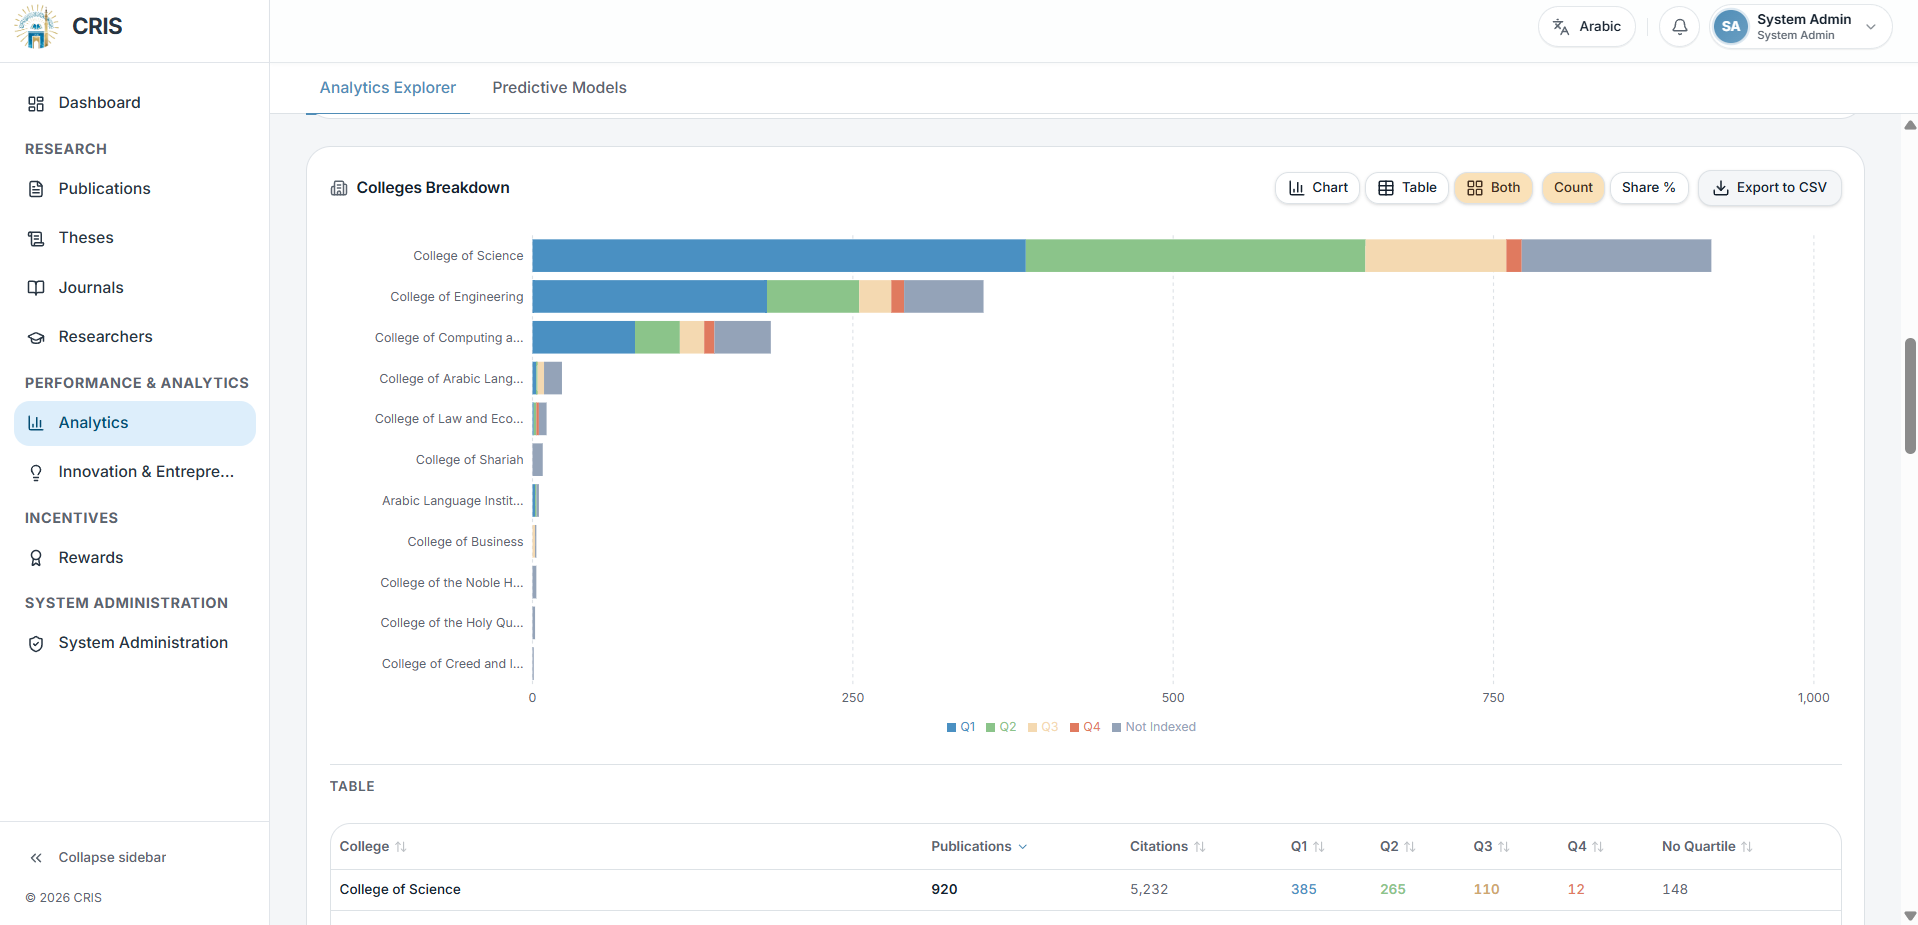 CRIS
Arabic
SA
System Admin
System Admin
Dashboard
RESEARCH
Publications
Theses
Journals
Researchers
PERFORMANCE & ANALYTICS
Analytics
Innovation & Entrepre...
INCENTIVES
Rewards
SYSTEM ADMINISTRATION
System Administration
Collapse sidebar
© 2026 CRIS
Analytics Explorer Predictive Models
Colleges Breakdown
Chart Table Both Count Share % Export to CSV
College of Science
College of Engineering
College of Computing a...
College of Arabic Lang...
College of Law and Eco...
College of Shariah
Arabic Language Instit...
College of Business
College of the Noble H...
College of the Holy Qu...
College of Creed and I...
0 250 500 750 1,000
Q1 Q2 Q3 Q4 Not Indexed
TABLE
College Publications Citations Q1 Q2 Q3 Q4 No Quartile
College of Science 920 5,232 385 265 110 12 148